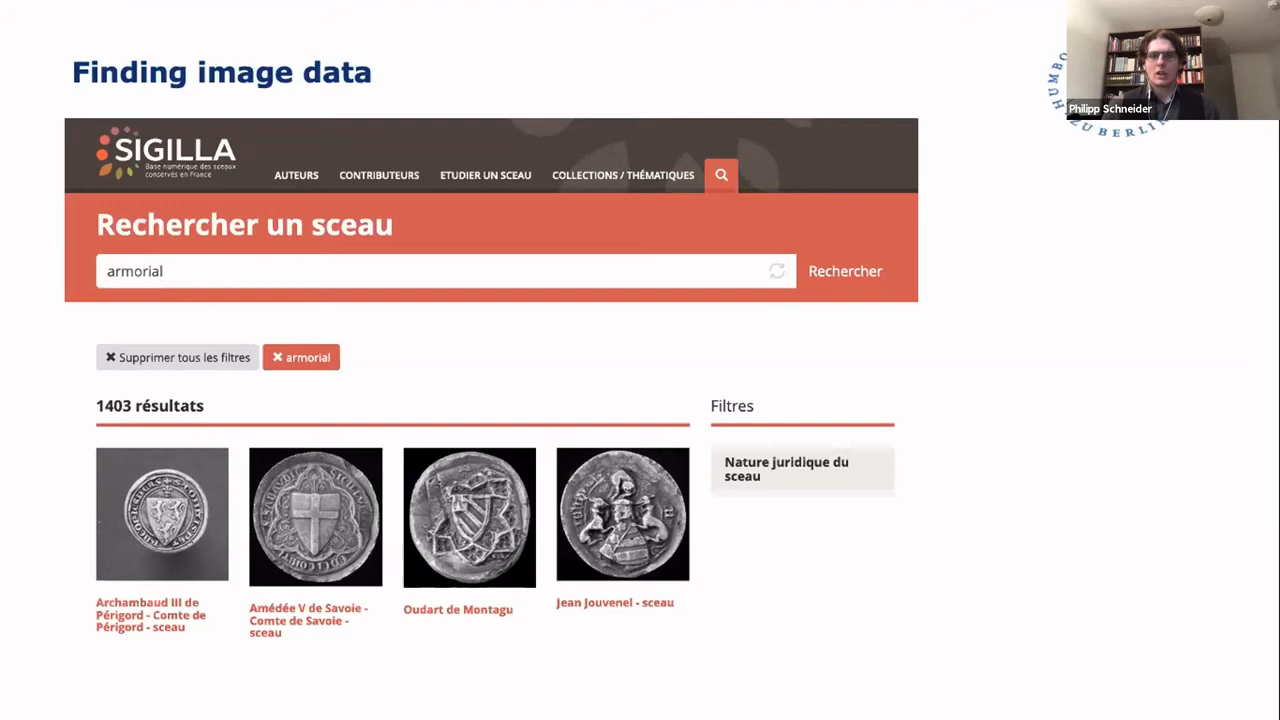 Finding image data
HUMBO
ZU BERLIN
Philipp Schneider
SIGILLA
Base numérique des sceaux
conservés en France
AUTEURS CONTRIBUTEURS ETUDIER UN SCEAU COLLECTIONS / THÉMATIQUES
Rechercher un sceau
armorial Rechercher
Supprimer tous les filtres armorial
1403 résultats Filtres
Nature juridique du
sceau
Archambaud III de
Périgord - Comte de
Périgord - sceau
Amédée V de Savoie -
Comte de Savoie -
sceau
Oudart de Montagu
Jean Jouvenel - sceau